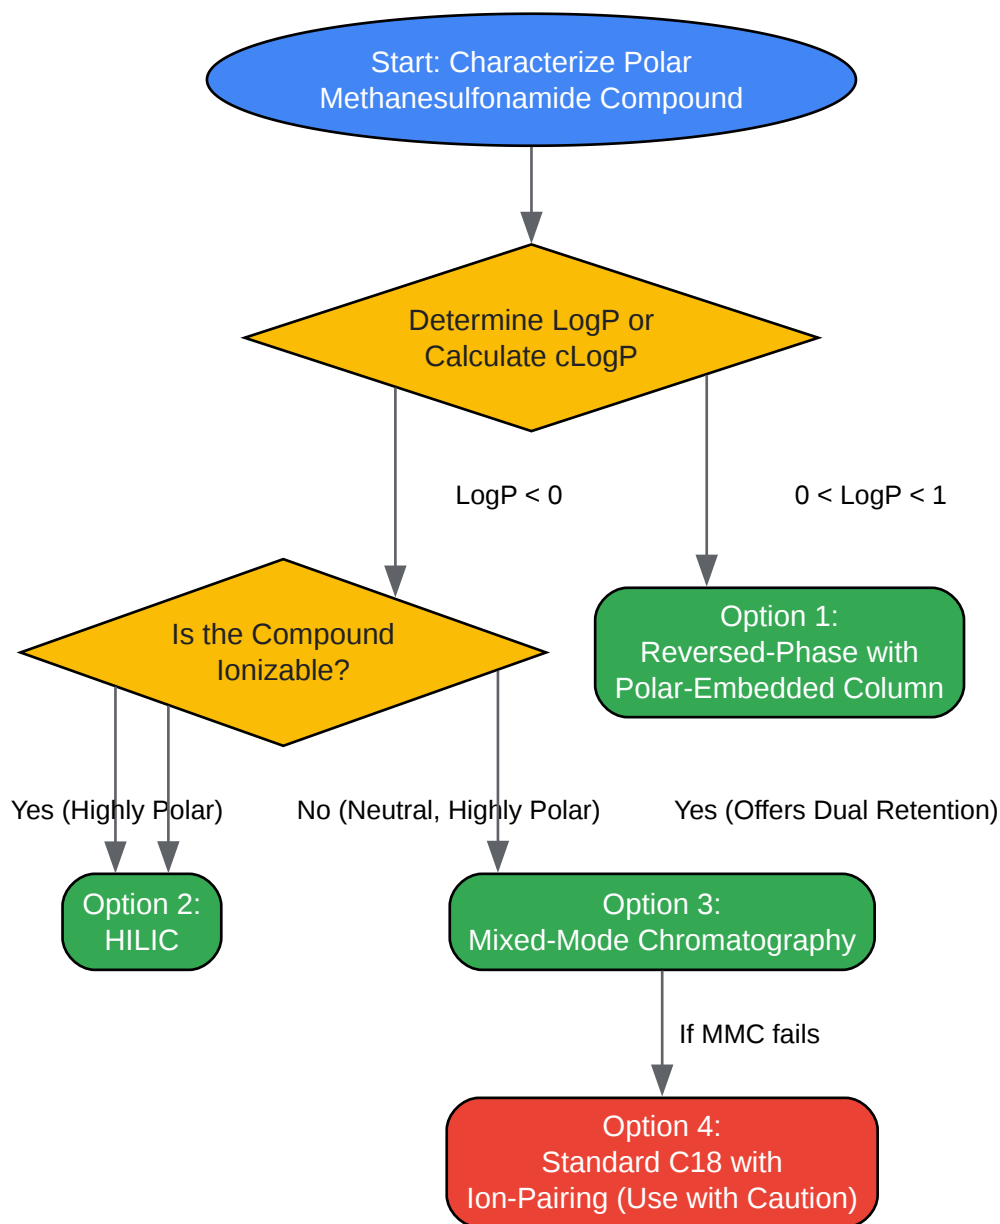 Start: Characterize Polar
Methanesulfonamide Compound
Determine LogP or
Calculate cLogP
LogP < 0
0 < LogP < 1
Is the Compound
Ionizable?
Option 1:
Reversed-Phase with
Polar-Embedded Column
Yes (Highly Polar)
No (Neutral, Highly Polar)
Yes (Offers Dual Retention)
Option 2:
HILIC
Option 3:
Mixed-Mode Chromatography
If MMC fails
Option 4:
Standard C18 with
Ion-Pairing (Use with Caution)